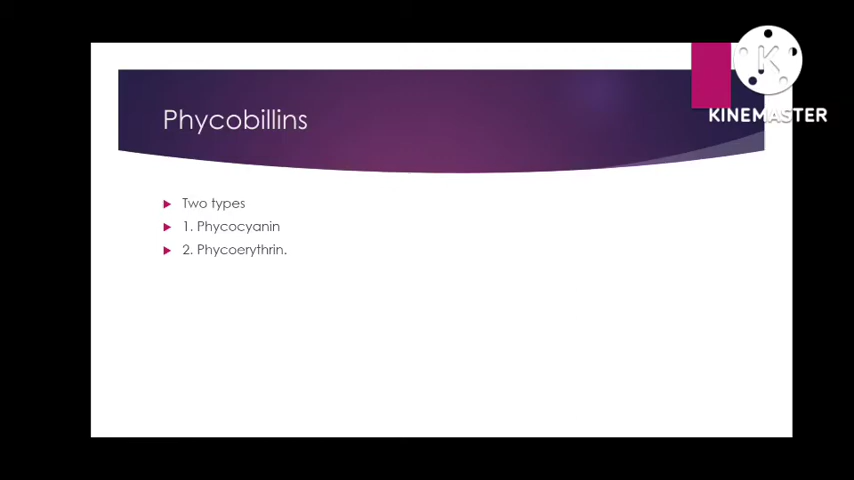 KINEMASTER
Phycobillins
Two types
1. Phycocyanin
2. Phycoerythrin.